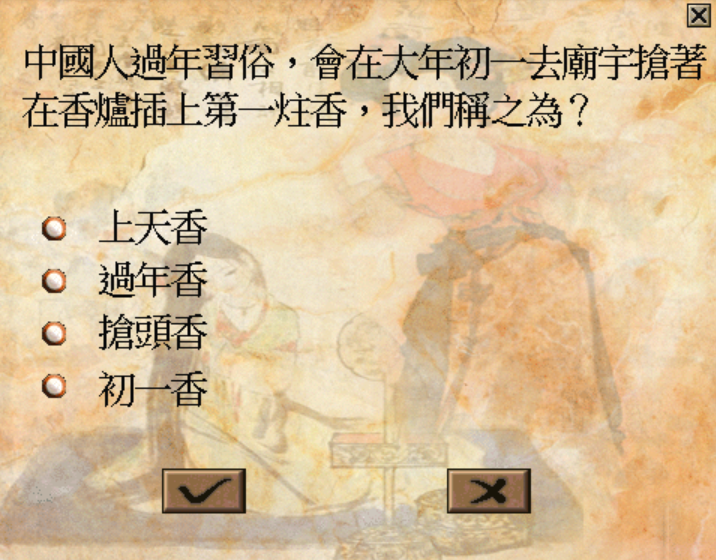 中國人過年習俗，會在大年初一去廟宇搶著
在香爐插上第一炷香，我們稱之為？
上天香
過年香
搶頭香
初一香